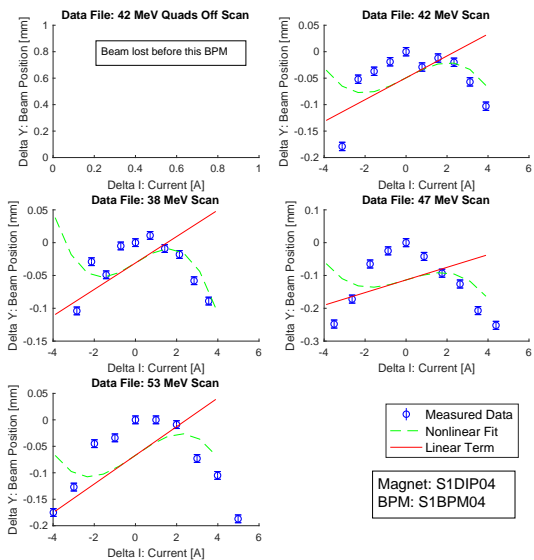 Data File: 42 MeV Quads Off Scan
Delta Y: Beam Position [mm]
1
0.8
0.6
0.4
0.2
0
Beam lost before this BPM
0 0.2 0.4 0.6 0.8 1
Delta I: Current [A]
Data File: 42 MeV Scan
Delta Y: Beam Position [mm]
0.05
0
-0.05
-0.1
-0.15
-0.2
-4 -2 0 2 4 6
Delta I: Current [A]
Data File: 38 MeV Scan
Delta Y: Beam Position [mm]
0.05
0
-0.05
-0.1
-0.15
-4 -2 0 2 4 6
Delta I: Current [A]
Data File: 47 MeV Scan
Delta Y: Beam Position [mm]
0.1
0
-0.1
-0.2
-0.3
-4 -2 0 2 4 6
Delta I: Current [A]
Data File: 53 MeV Scan
Delta Y: Beam Position [mm]
0.05
0
-0.05
-0.1
-0.15
-0.2
-4 -2 0 2 4 6
Delta I: Current [A]
Measured Data
Nonlinear Fit
Linear Term
Magnet: S1DIP04
BPM: S1BPM04